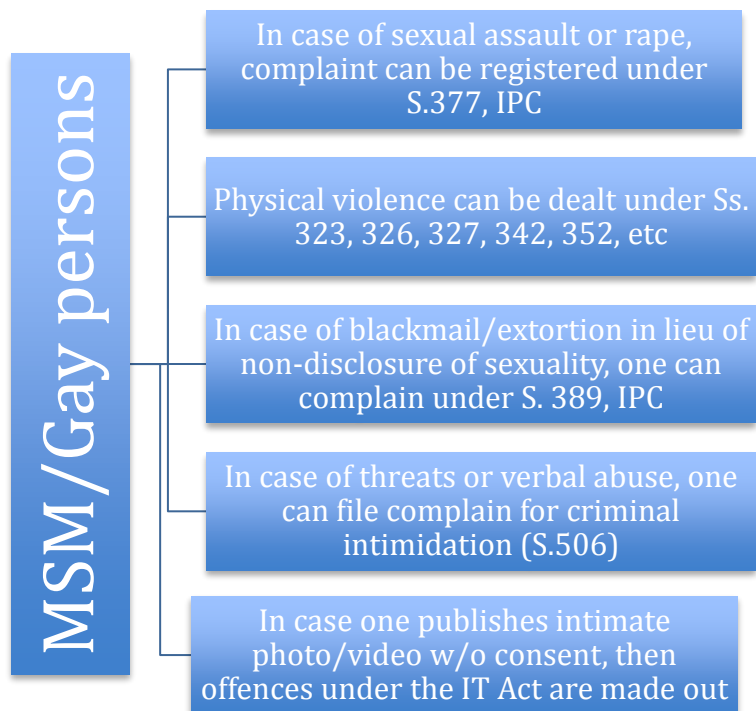 MSM/Gay persons
In case of sexual assault or rape,
complaint can be registered under
S.377, IPC
Physical violence can be dealt under Ss.
323, 326, 327, 342, 352, etc
In case of blackmail/extortion in lieu of
non-disclosure of sexuality, one can
complain under S. 389, IPC
In case of threats or verbal abuse, one
can file complain for criminal
intimidation (S.506)
In case one publishes intimate
photo/video w/o consent, then
offences under the IT Act are made out